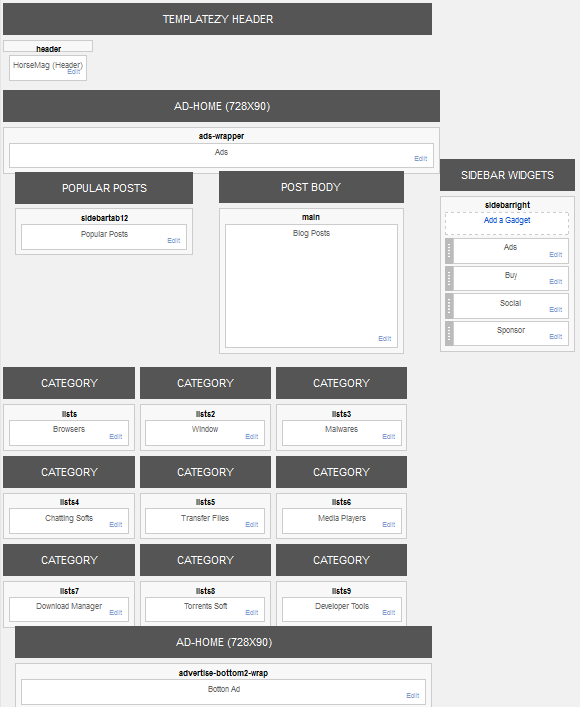 TEMPLATEZY HEADER
header
HorseMag (Header)
Edit
AD-HOME (728X90)
ads-wrapper
Ads
Edit
POPULAR POSTS
sidebartab12
Popular Posts
Edit
POST BODY
main
Blog Posts
Edit
SIDEBAR WIDGETS
sidebarright
Add a Gadget
Ads
Edit
Buy
Edit
Social
Edit
Sponsor
Edit
CATEGORY CATEGORY CATEGORY
lists lists2 lists3
Browsers Window Malwares
Edit Edit Edit
CATEGORY CATEGORY CATEGORY
lists4 lists5 lists6
Chatting Softs Transfer Files Media Players
Edit Edit Edit
CATEGORY CATEGORY CATEGORY
lists7 lists8 lists9
Download Manager Torrents Soft Developer Tools
Edit Edit Edit
AD-HOME (728X90)
advertise-bottom2-wrap
Botton Ad
Edit